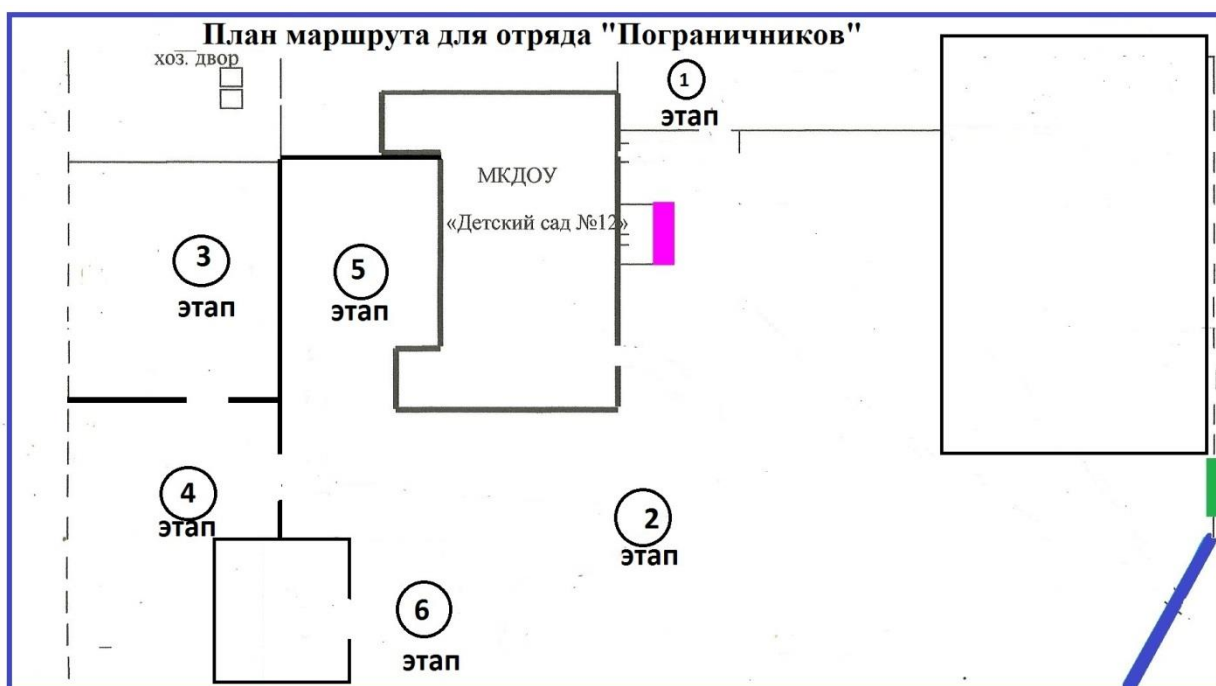 План маршрута для отряда "Пограничников"
хоз. двор
1
этап
МКДОУ
«Детский сад №12»
3
этап
5
этап
4
этап
2
этап
6
этап